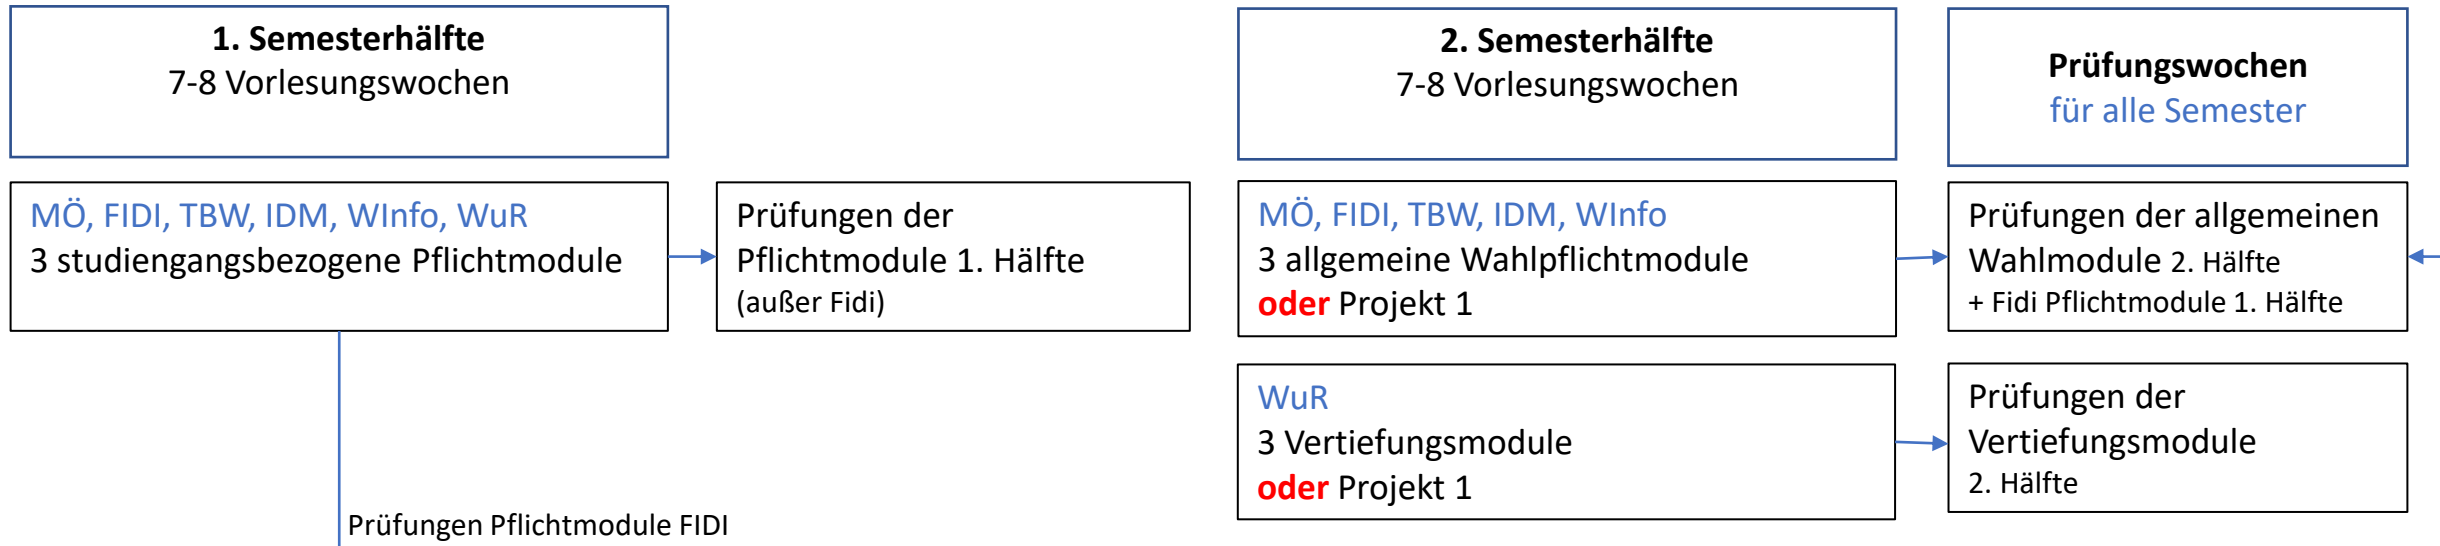 1. Semesterhälfte
7-8 Vorlesungswochen
2. Semesterhälfte
7-8 Vorlesungswochen
Prüfungswochen
für alle Semester
MÖ, FIDI, TBW, IDM, WInfo, WuR
3 studiengangsbezogene Pflichtmodule
Prüfungen der
Pflichtmodule 1. Hälfte
(außer Fidi)
MÖ, FIDI, TBW, IDM, WInfo
3 allgemeine Wahlpflichtmodule
oder Projekt 1
Prüfungen der allgemeinen
Wahlmodule 2. Hälfte
+ Fidi Pflichtmodule 1. Hälfte
WuR
3 Vertiefungsmodule
oder Projekt 1
Prüfungen der
Vertiefungsmodule
2. Hälfte
Prüfungen Pflichtmodule FIDI